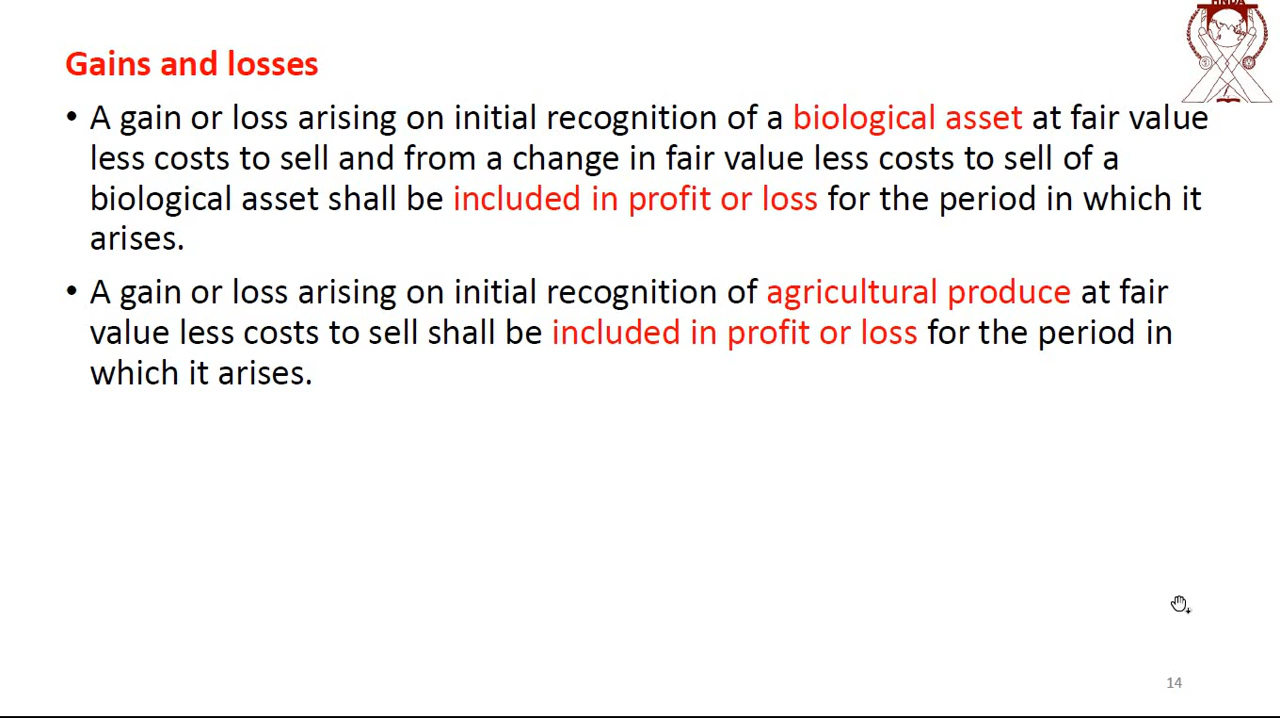 Gains and losses
• A gain or loss arising on initial recognition of a biological asset at fair value
less costs to sell and from a change in fair value less costs to sell of a
biological asset shall be included in profit or loss for the period in which it
arises.
• A gain or loss arising on initial recognition of agricultural produce at fair
value less costs to sell shall be included in profit or loss for the period in
which it arises.
14